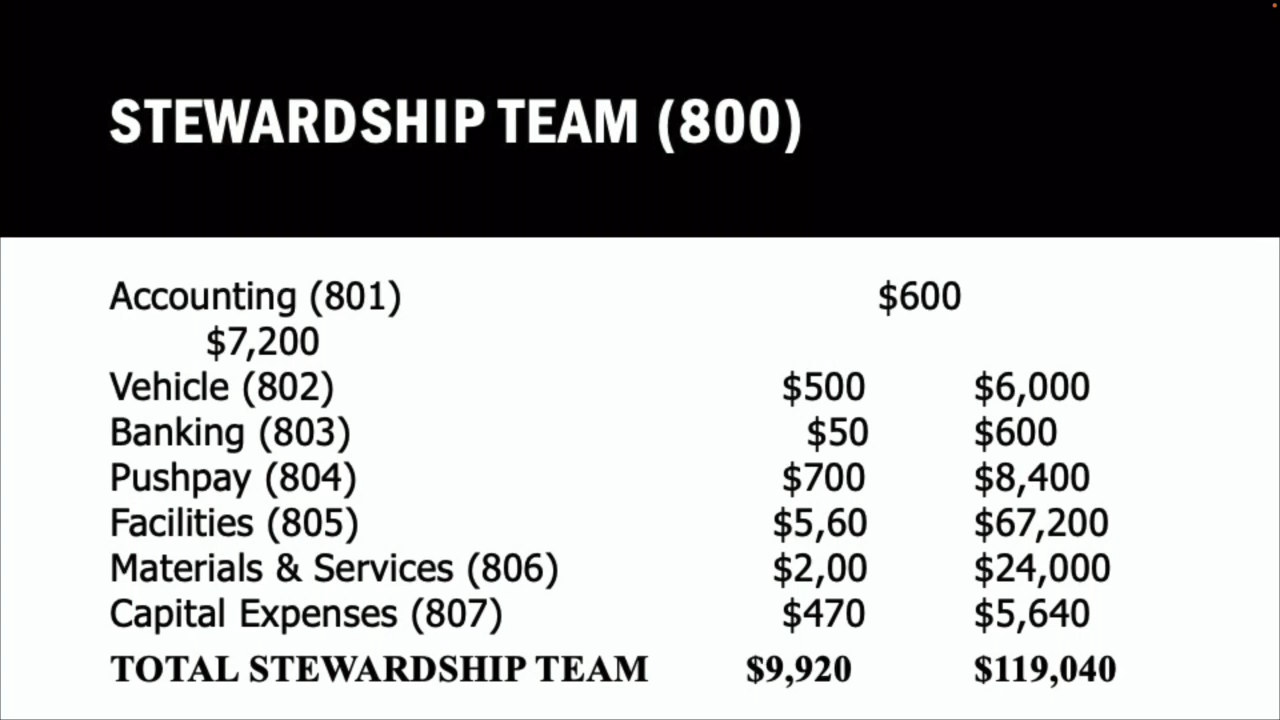 STEWARDSHIP TEAM (800)
Accounting (801) $600
$7,200
Vehicle (802) $500 $6,000
Banking (803) $50 $600
Pushpay (804) $700 $8,400
Facilities (805) $5,60 $67,200
Materials & Services (806) $2,00 $24,000
Capital Expenses (807) $470 $5,640
TOTAL STEWARDSHIP TEAM $9,920 $119,040